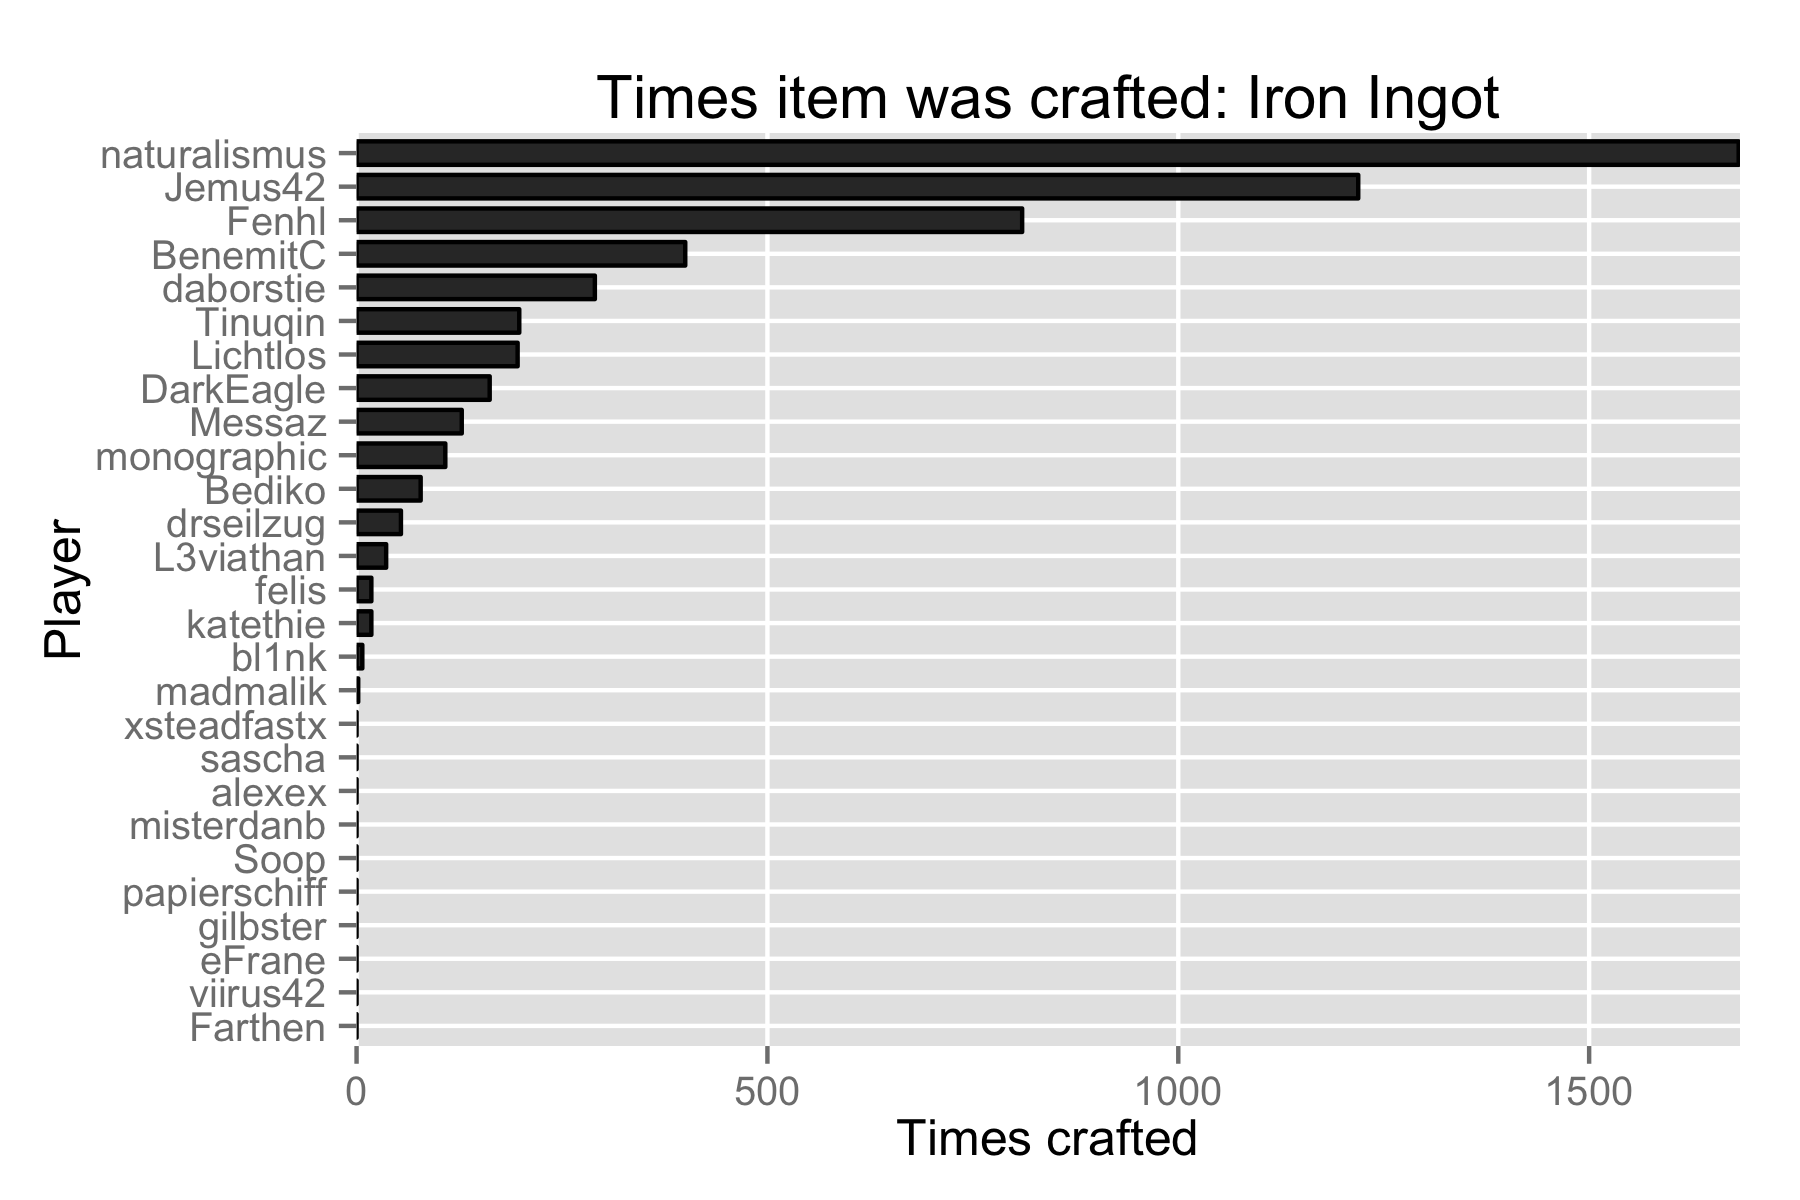 Times item was crafted: Iron Ingot
naturalismus
Jemus42
Fenhl
BenemitC
daborstie
Tinuqin
Lichtlos
DarkEagle
Messaz
monographic
Bediko
drseilzug
L3viathan
felis
katethie
bl1nk
madmalik
xsteadfastx
sascha
alexex
misterdanb
Soop
papierschiff
gilbster
eFrane
viirus42
Farthen
Player
0 500 1000 1500
Times crafted